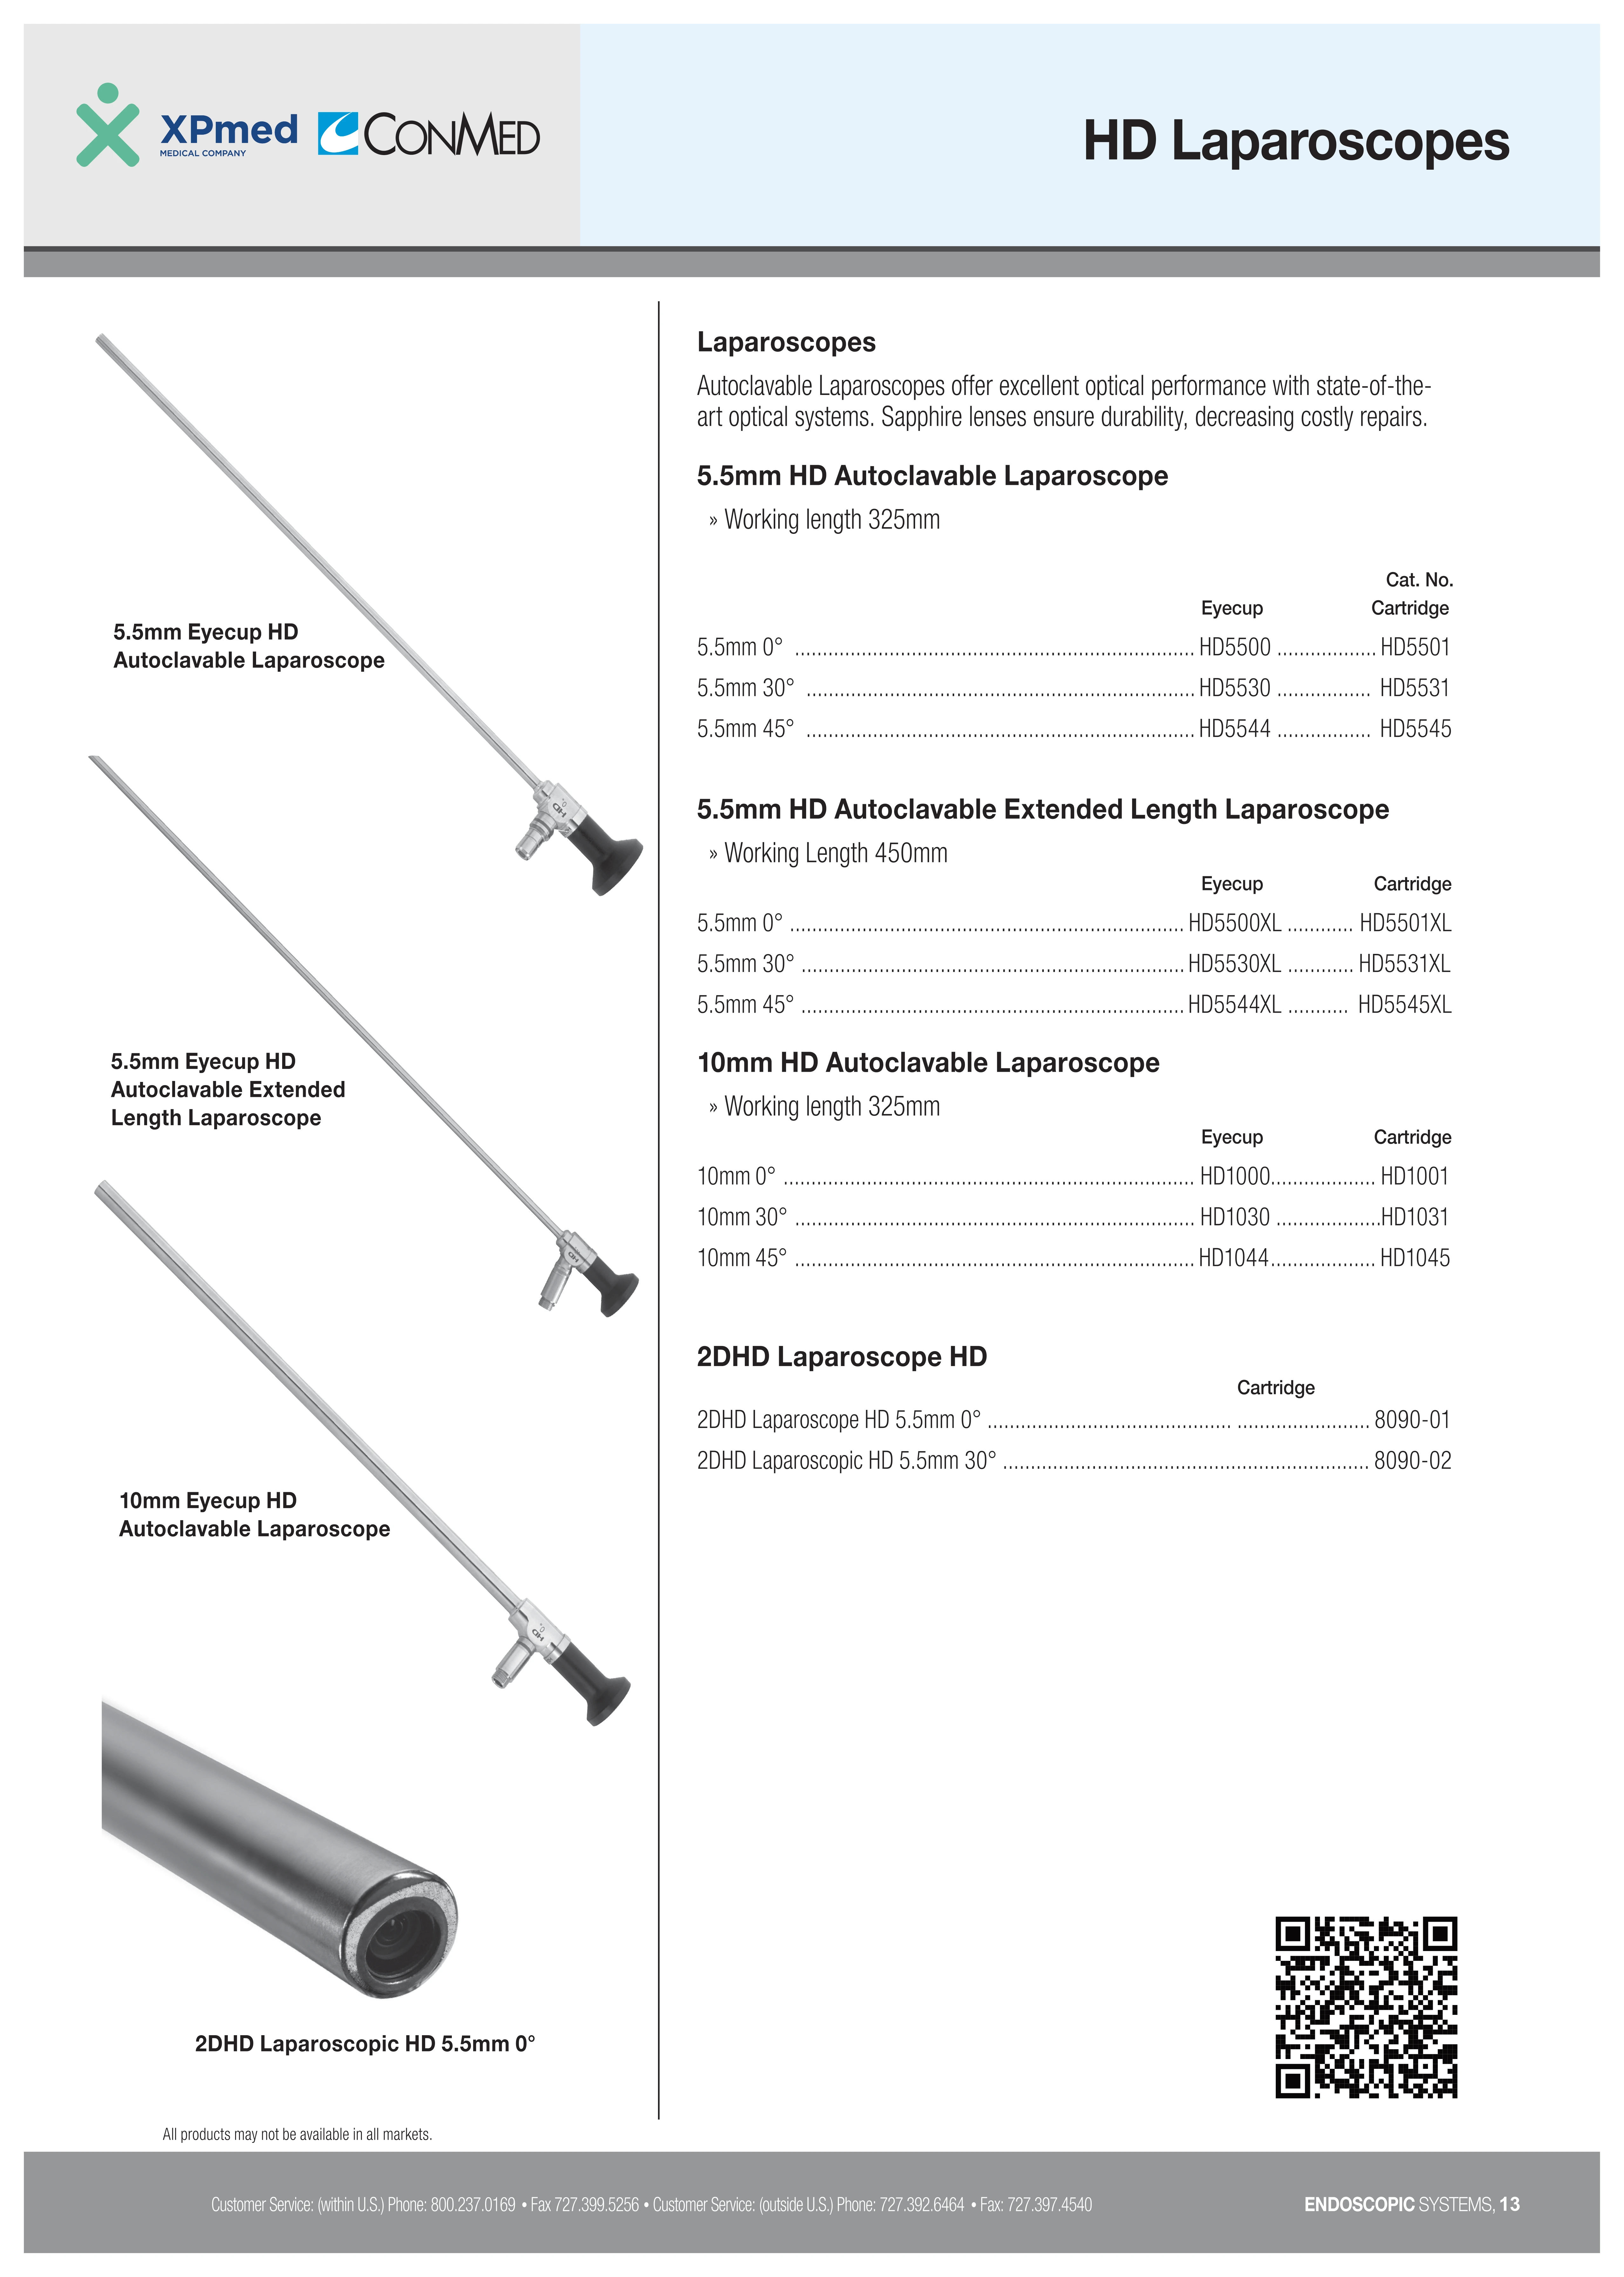 XPmed
MEDICAL COMPANY
CONMED
HD Laparoscopes
5.5mm Eyecup HD
Autoclavable Laparoscope
5.5mm Eyecup HD
Autoclavable Extended
Length Laparoscope
10mm Eyecup HD
Autoclavable Laparoscope
2DHD Laparoscopic HD 5.5mm 0°
All products may not be available in all markets.
Laparoscopes
Autoclavable Laparoscopes offer excellent optical performance with state-of-the-
art optical systems. Sapphire lenses ensure durability, decreasing costly repairs.
5.5mm HD Autoclavable Laparoscope
» Working length 325mm
Cat. No.
Eyecup Cartridge
5.5mm 0° ............................................................................. HD5500 .................. HD5501
5.5mm 30° ...................................................................... HD5530 ................. HD5531
5.5mm 45° ...................................................................... HD5544 ................. HD5545
5.5mm HD Autoclavable Extended Length Laparoscope
» Working Length 450mm
Eyecup Cartridge
5.5mm 0° ....................................................................... HD5500XL ............ HD5501XL
5.5mm 30° ..................................................................... HD5530XL ............ HD5531XL
5.5mm 45° ..................................................................... HD5544XL ........... HD5545XL
10mm HD Autoclavable Laparoscope
» Working length 325mm
Eyecup Cartridge
10mm 0° .......................................................................... HD1000................... HD1001
10mm 30° ........................................................................ HD1030 ...................HD1031
10mm 45° ........................................................................ HD1044................... HD1045
2DHD Laparoscope HD
Cartridge
2DHD Laparoscope HD 5.5mm 0° ............................................ ........................ 8090-01
2DHD Laparoscopic HD 5.5mm 30° .................................................................. 8090-02
Customer Service: (within U.S.) Phone: 800.237.0169 • Fax 727.399.5256 • Customer Service: (outside U.S.) Phone: 727.392.6464 • Fax: 727.397.4540
ENDOSCOPIC SYSTEMS, 13